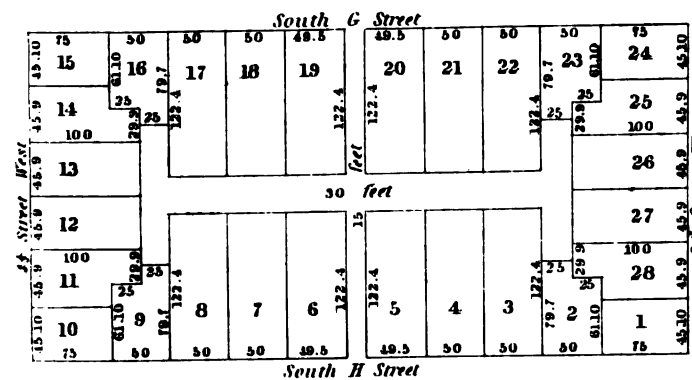 South G Street
75 50 50 50 49.5 49.5 50 50 50 75
45.10 15 61.10 16 79.7 17 18 19 20 21 22 79.7 23 61.10 24 45.10
25 25 25 25
45.9 14 29.9 122.4 122.4 122.4 122.4 29.9 25 45.9
100 100
feet
45.9 13 26 45.9
30 feet
44 Street West
45.9 12 15 27 45.9
100 100
45.9 11 29.9 29.9 28 45.9
25 25 25 25
122.4 122.4 122.4 122.4
45.10 10 61.10 9 79.7 8 7 6 5 4 3 79.7 2 61.10 1 45.10
75 50 50 50 49.5 49.5 50 50 50 75
South H Street